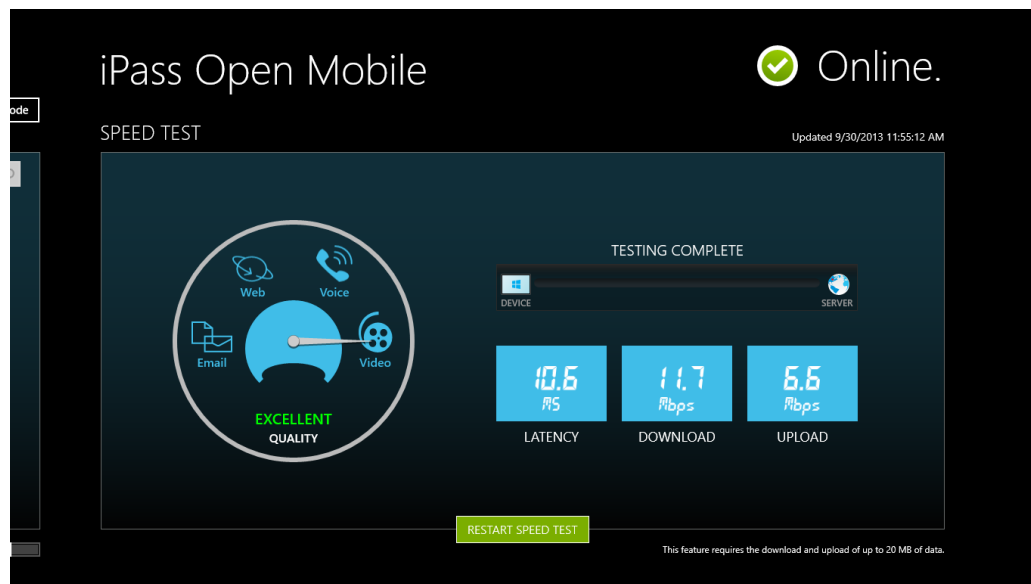 iPass Open Mobile
Online.
ode
SPEED TEST
Updated 9/30/2013 11:55:12 AM
Web
Voice
Email
Video
EXCELLENT
QUALITY
TESTING COMPLETE
DEVICE
SERVER
10.6
MS
LATENCY
11.7
Mbps
DOWNLOAD
6.6
Mbps
UPLOAD
RESTART SPEED TEST
This feature requires the download and upload of up to 20 MB of data.